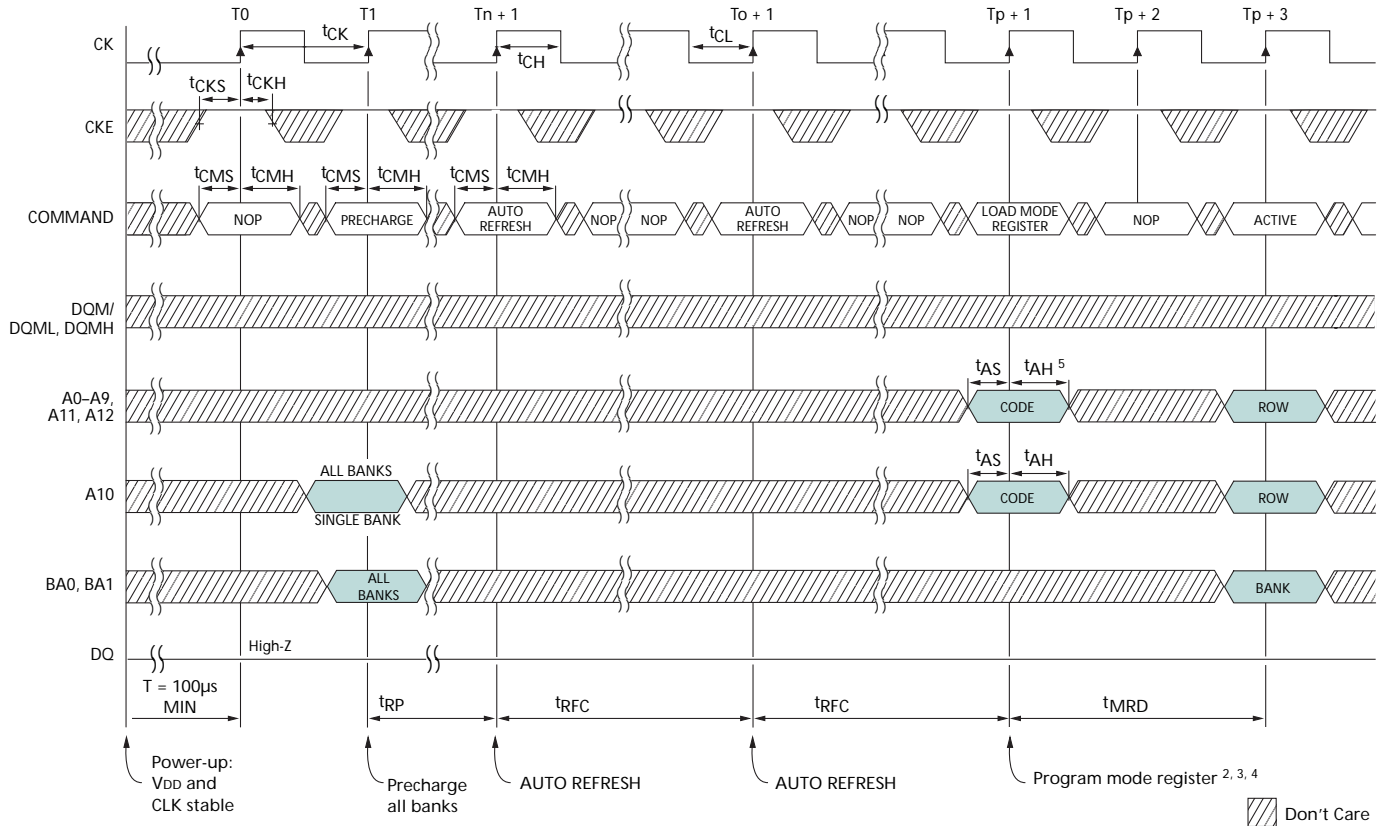 T0 T1 Tn + 1 To + 1 Tp + 1 Tp + 2 Tp + 3
CK tCK tCH tCL
tCKS tCKH
CKE
tCMS tCMH tCMS tCMH tCMS tCMH
COMMAND NOP PRECHARGE AUTO REFRESH NOP NOP AUTO REFRESH NOP NOP LOAD MODE REGISTER NOP ACTIVE
DQM/
DQML, DQMH
tAS tAH 5
A0–A9,
A11, A12
CODE ROW
ALL BANKS tAS tAH
A10 CODE ROW
SINGLE BANK
BA0, BA1 ALL BANKS BANK
DQ High-Z
T = 100µs
MIN
tRP tRFC tRFC tMRD
Power-up:
VDD and
CLK stable
Precharge
all banks
AUTO REFRESH
AUTO REFRESH
Program mode register 2, 3, 4
Don't Care